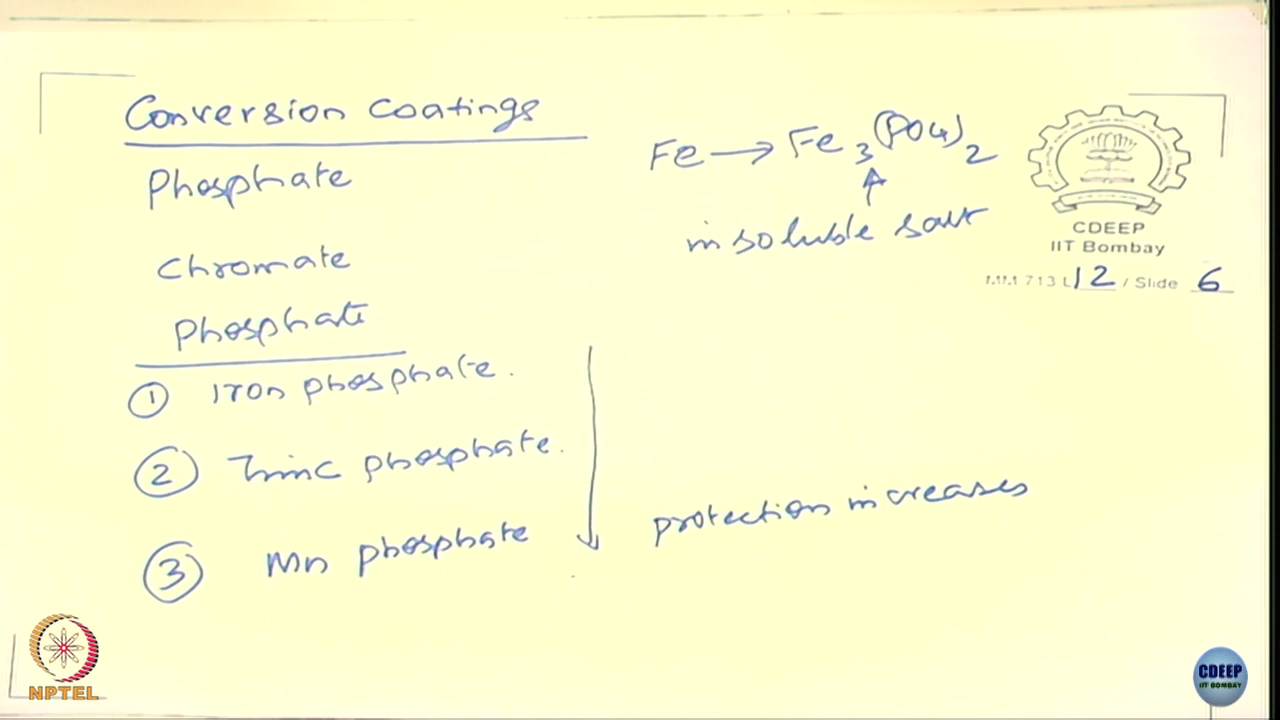 Conversion coatings
Phosphate
Fe → Fe3(PO4)2
insoluble salt
Chromate
Phosphate
① Iron phosphate.
② Zinc phosphate.
③ Mn phosphate
protection increases
CDEEP
IIT Bombay
MM 713 L 12 / Slide 6
NPTEL
CDEEP
IIT BOMBAY